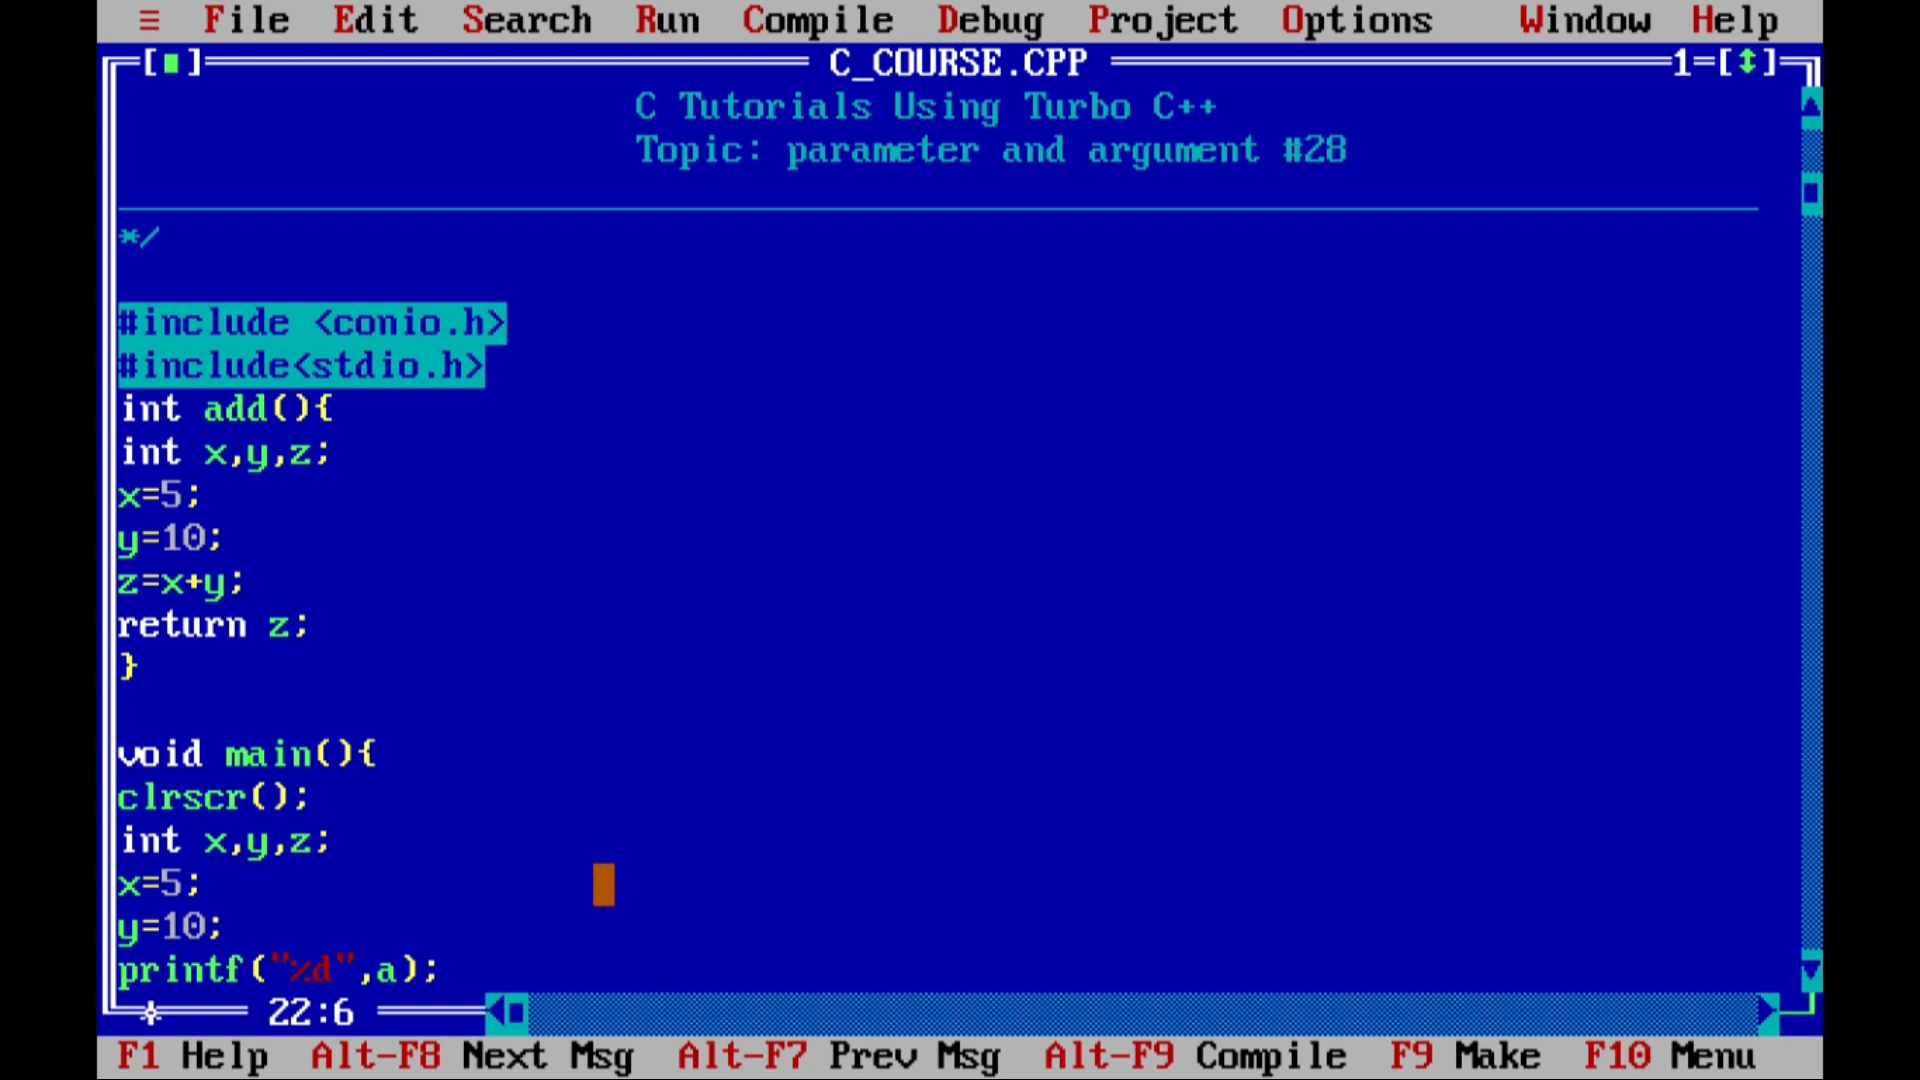 ≡ File Edit Search Run Compile Debug Project Options Window Help
[■] C_COURSE.CPP 1=[↕]
C Tutorials Using Turbo C++
Topic: parameter and argument #28
*/
#include <conio.h>
#include<stdio.h>
int add(){
int x,y,z;
x=5;
y=10;
z=x+y;
return z;
}
void main(){
clrscr();
int x,y,z;
x=5;
y=10;
printf("%d",a);
22:6
F1 Help Alt-F8 Next Msg Alt-F7 Prev Msg Alt-F9 Compile F9 Make F10 Menu